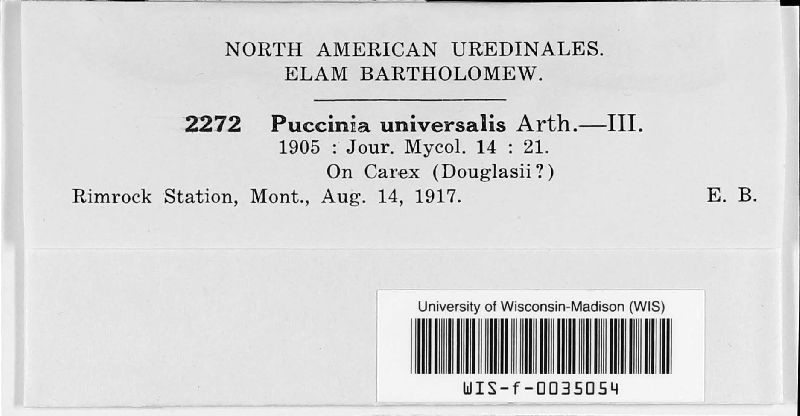 NORTH AMERICAN UREDINALES.
ELAM BARTHOLOMEW.
2272 Puccinia universalis Arth.—III.
1905 : Jour. Mycol. 14 : 21.
On Carex (Douglasii?)
Rimrock Station, Mont., Aug. 14, 1917. E. B.
University of Wisconsin-Madison (WIS)
WIS-f-0035054